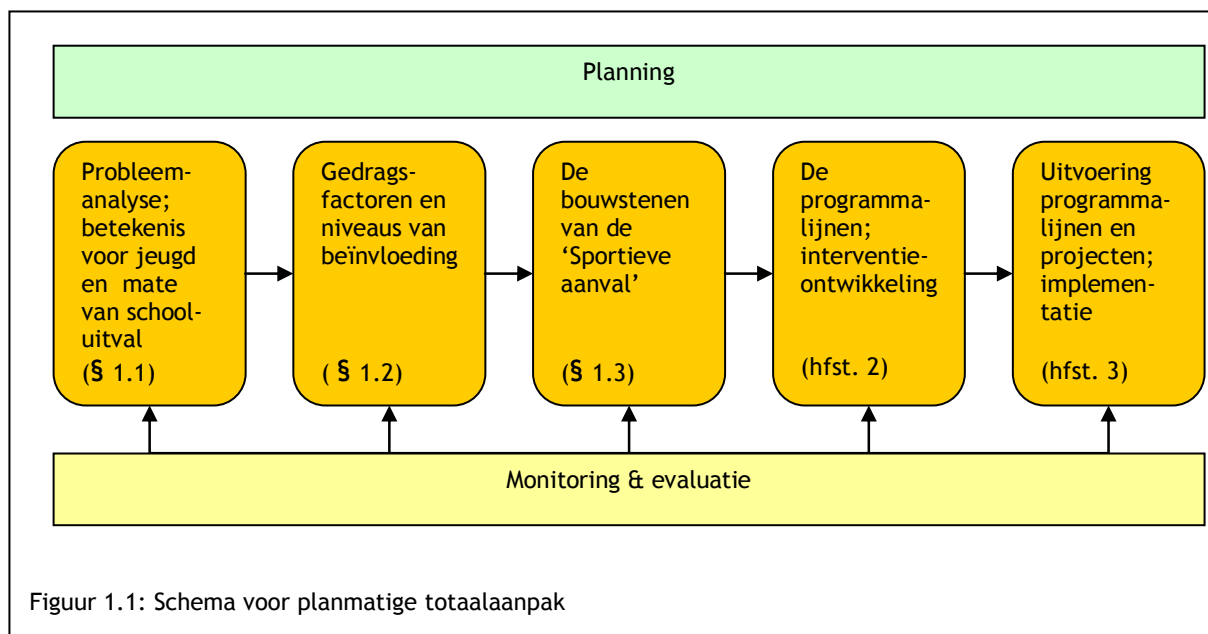 Planning
Probleem-
analyse;
betekenis
voor jeugd
en mate
van school-
uitval
(§ 1.1)
Gedrags-
factoren en
niveaus van
beïnvloeding
( § 1.2)
De
bouwstenen
van de
‘Sportieve
aanval’
(§ 1.3)
De
programma-
lijnen;
interventie-
ontwikkeling
(hfst. 2)
Uitvoering
programma-
lijnen en
projecten;
implemen-
tatie
(hfst. 3)
Monitoring & evaluatie
Figuur 1.1: Schema voor planmatige totaalaanpak